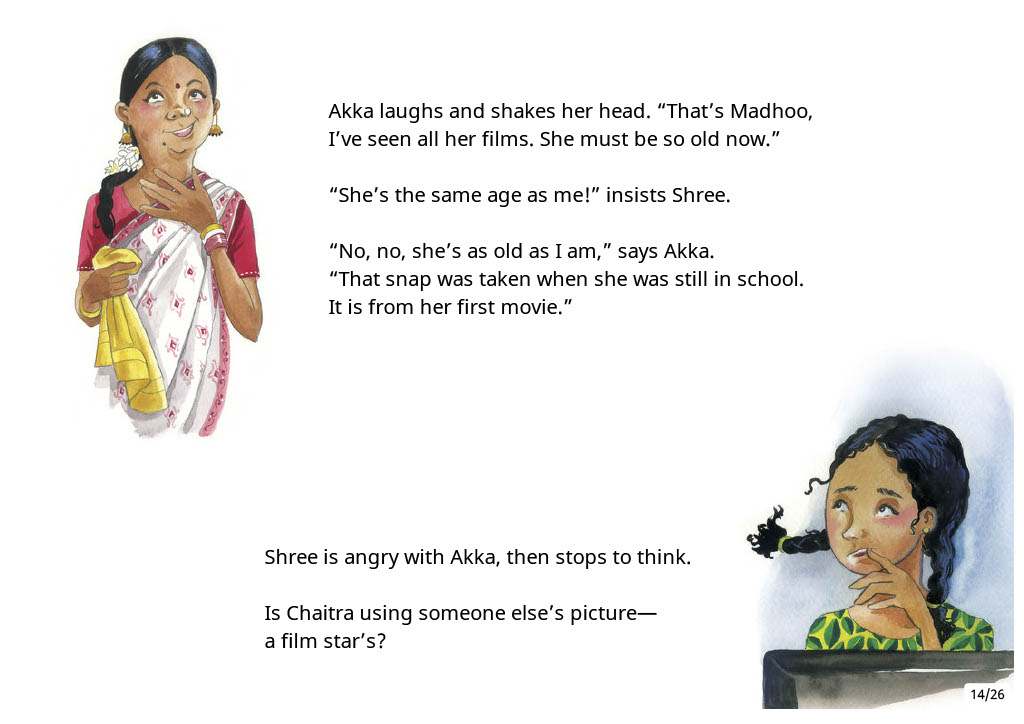 Akka laughs and shakes her head. “That’s Madhoo,
I’ve seen all her films. She must be so old now.”
“She’s the same age as me!” insists Shree.
“No, no, she’s as old as I am,” says Akka.
“That snap was taken when she was still in school.
It is from her first movie.”
Shree is angry with Akka, then stops to think.
Is Chaitra using someone else’s picture—
a film star’s?
14/26